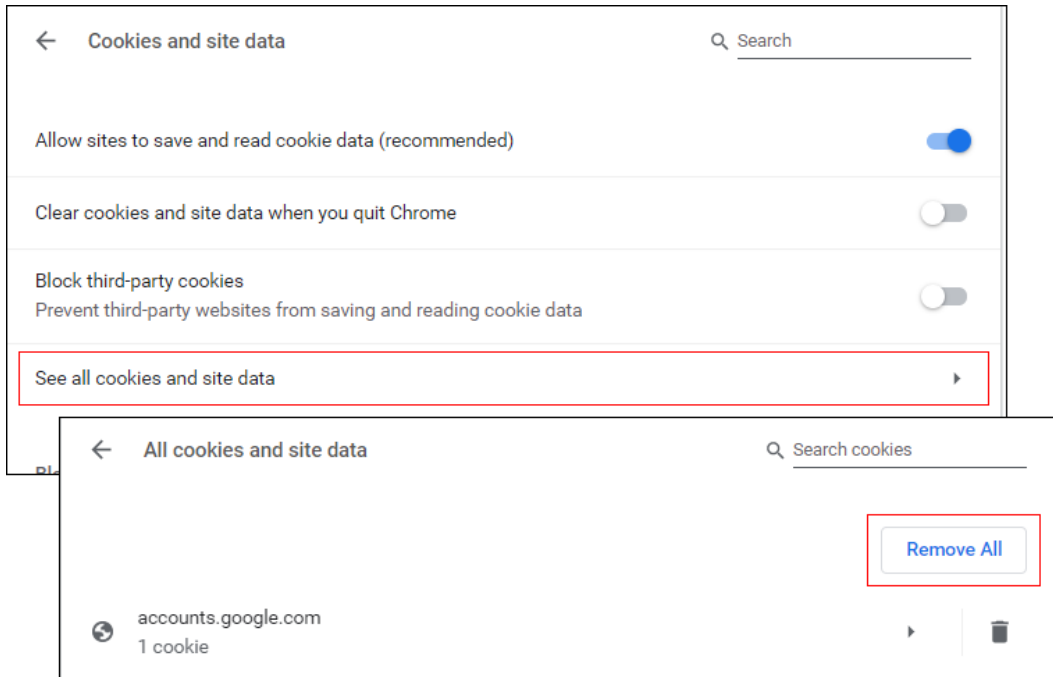 Cookies and site data
Search
Allow sites to save and read cookie data (recommended)
Clear cookies and site data when you quit Chrome
Block third-party cookies
Prevent third-party websites from saving and reading cookie data
See all cookies and site data
All cookies and site data
Search cookies
Remove All
accounts.google.com
1 cookie